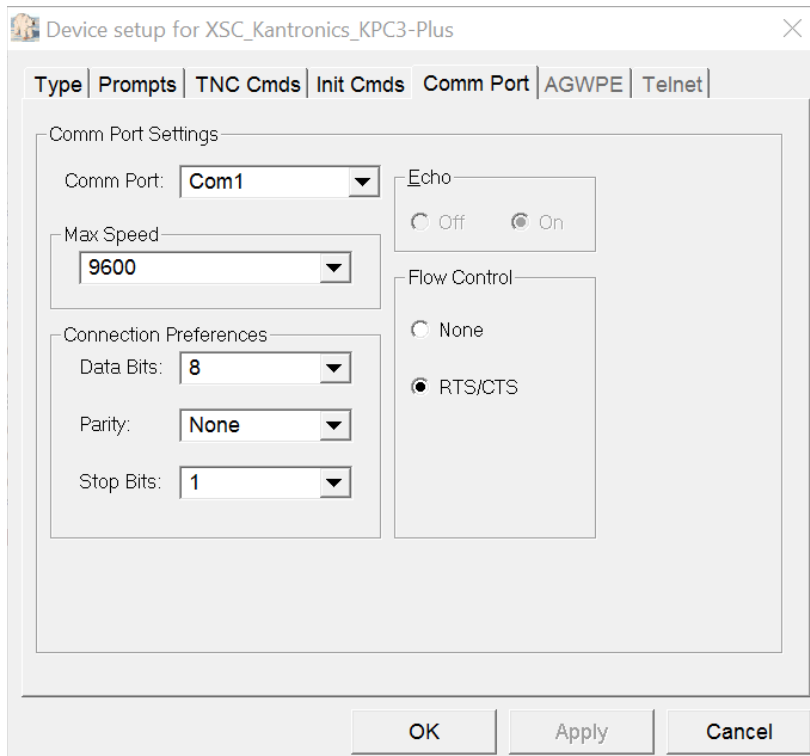 Device setup for XSC_Kantronics_KPC3-Plus
Type Prompts TNC Cmds Init Cmds Comm Port AGWPE Telnet
Comm Port Settings
Comm Port: Com1
Max Speed
9600
Connection Preferences
Data Bits: 8
Parity: None
Stop Bits: 1
Echo
Off On
Flow Control
None
RTS/CTS
OK Apply Cancel